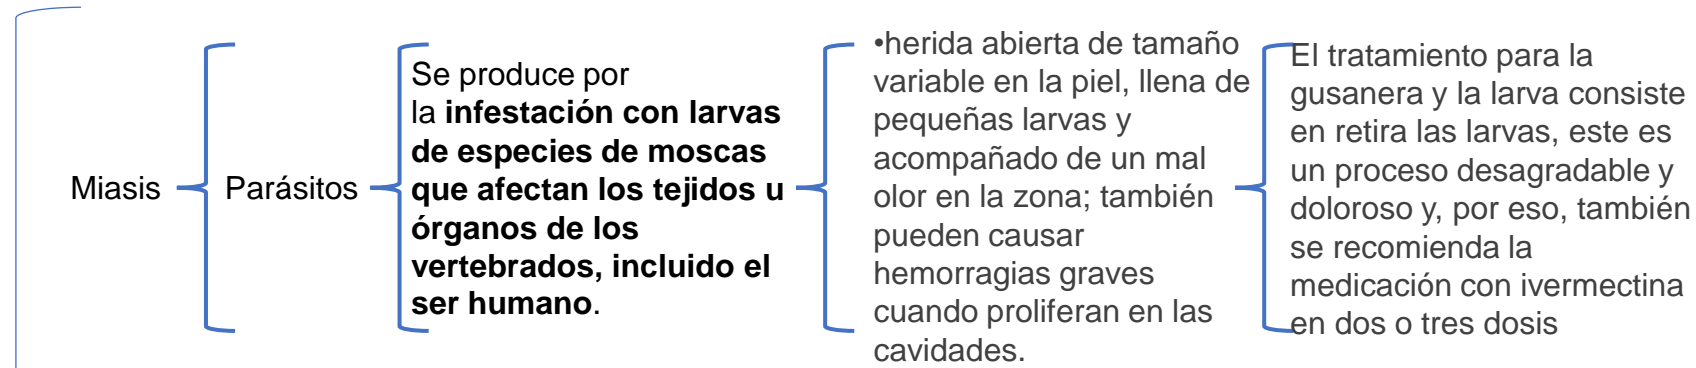 Miasis
Parásitos
Se produce por
la infestación con larvas
de especies de moscas
que afectan los tejidos u
órganos de los
vertebrados, incluido el
ser humano.
•herida abierta de tamaño
variable en la piel, llena de
pequeñas larvas y
acompañado de un mal
olor en la zona; también
pueden causar
hemorragias graves
cuando proliferan en las
cavidades.
El tratamiento para la
gusanera y la larva consiste
en retira las larvas, este es
un proceso desagradable y
doloroso y, por eso, también
se recomienda la
medicación con ivermectina
en dos o tres dosis